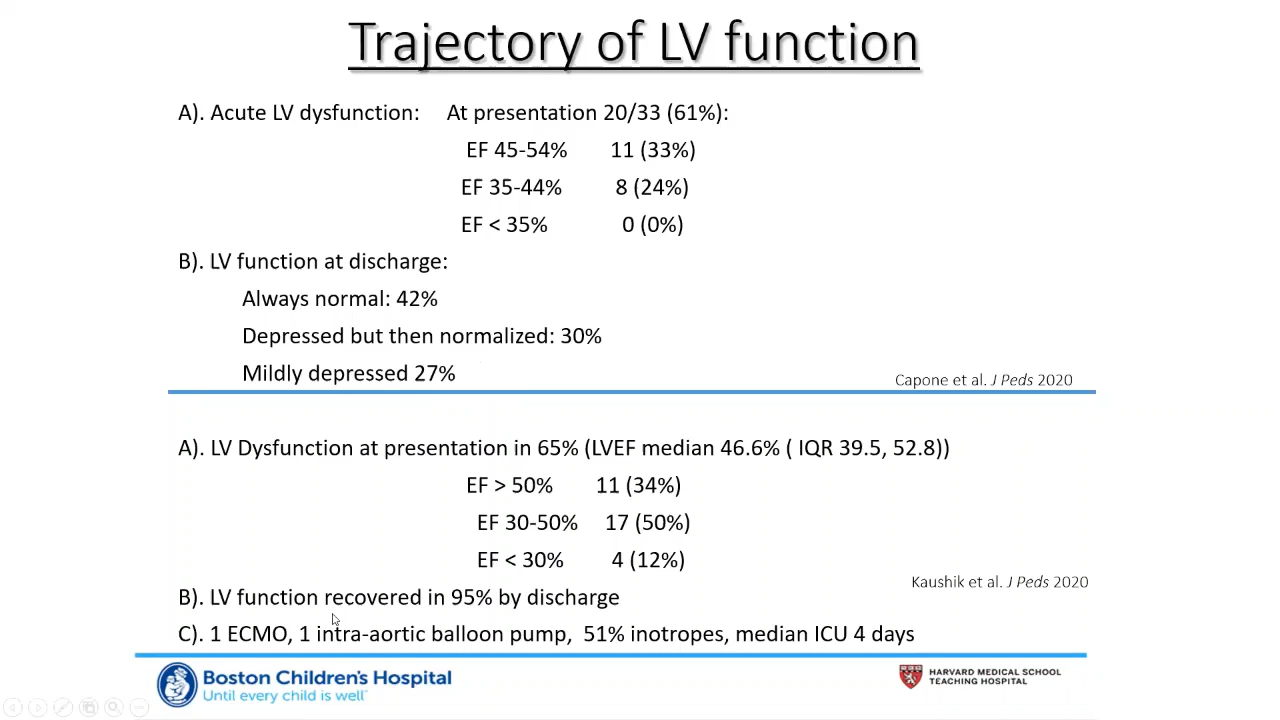 Trajectory of LV function
A). Acute LV dysfunction: At presentation 20/33 (61%):
EF 45-54% 11 (33%)
EF 35-44% 8 (24%)
EF < 35% 0 (0%)
B). LV function at discharge:
Always normal: 42%
Depressed but then normalized: 30%
Mildly depressed 27%
Capone et al. J Peds 2020
A). LV Dysfunction at presentation in 65% (LVEF median 46.6% ( IQR 39.5, 52.8))
EF > 50% 11 (34%)
EF 30-50% 17 (50%)
EF < 30% 4 (12%)
Kaushik et al. J Peds 2020
B). LV function recovered in 95% by discharge
C). 1 ECMO, 1 intra-aortic balloon pump, 51% inotropes, median ICU 4 days
Boston Children's Hospital
Until every child is well™
HARVARD MEDICAL SCHOOL
TEACHING HOSPITAL